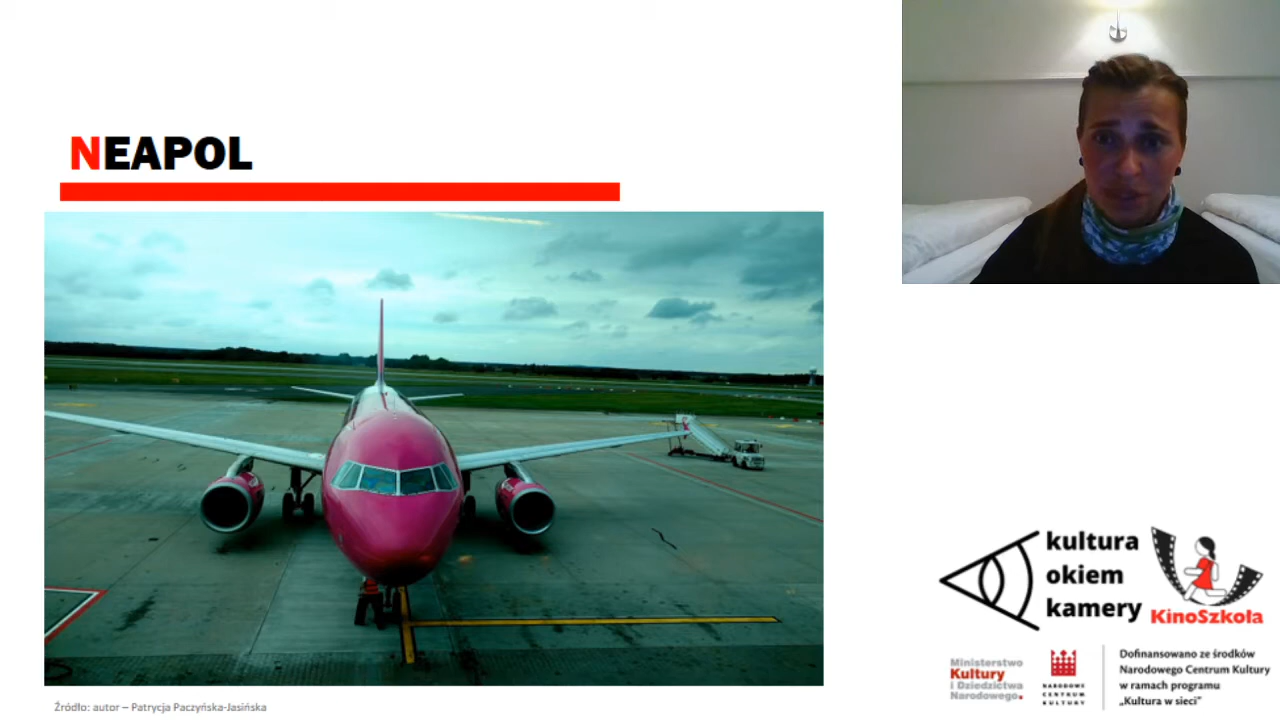 NEAPOL
Źródło: autor – Patrycja Paczyńska-Jasińska
kultura
okiem
kamery
KinoSzkoła
Ministerstwo
Kultury
i Dziedzictwa
Narodowego.
NARODOWE
CENTRUM
KULTURY
Dofinansowano ze środków
Narodowego Centrum Kultury
w ramach programu
„Kultura w sieci”